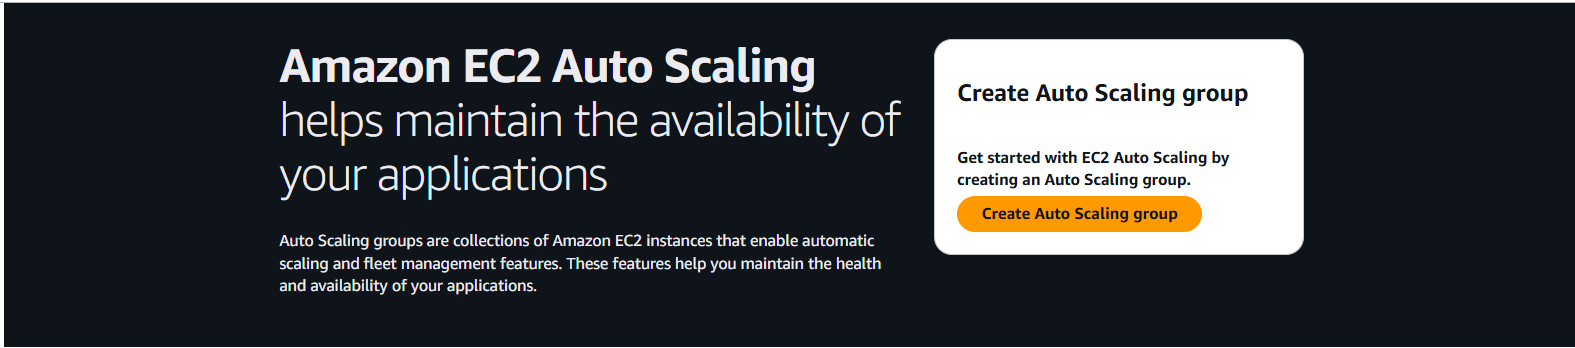 Amazon EC2 Auto Scaling
helps maintain the availability of
your applications
Auto Scaling groups are collections of Amazon EC2 instances that enable automatic
scaling and fleet management features. These features help you maintain the health
and availability of your applications.
Create Auto Scaling group
Get started with EC2 Auto Scaling by
creating an Auto Scaling group.
Create Auto Scaling group